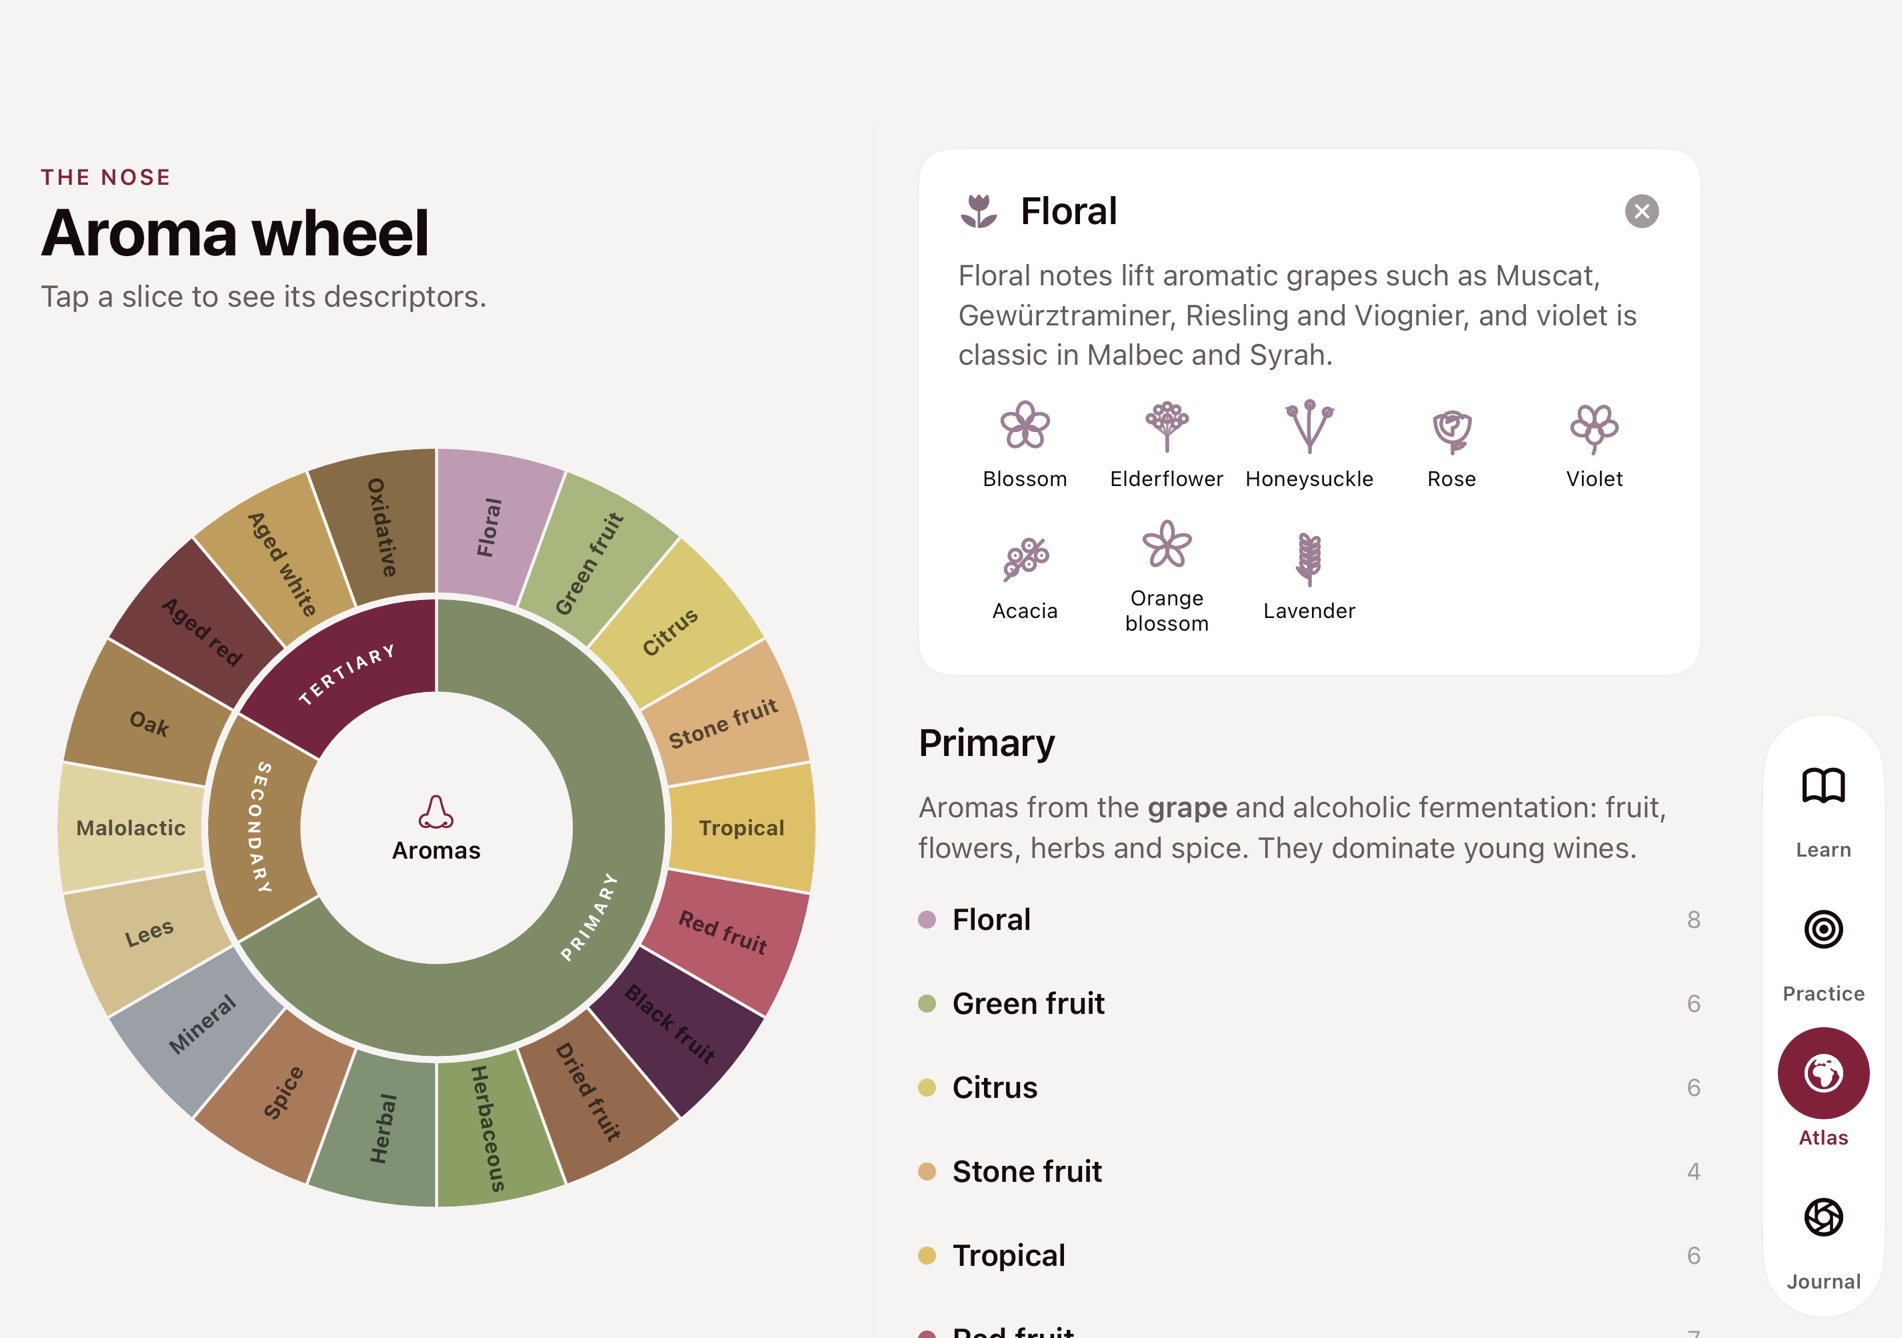 THE NOSE
Aroma wheel
Tap a slice to see its descriptors.
Floral
Green fruit
Citrus
Stone fruit
Tropical
Red fruit
Black fruit
Dried fruit
Herbaceous
Herbal
Spice
Mineral
Lees
Malolactic
Oak
Aged red
Aged white
Oxidative
PRIMARY
SECONDARY
TERTIARY
Aromas
Floral
Floral notes lift aromatic grapes such as Muscat,
Gewürztraminer, Riesling and Viognier, and violet is
classic in Malbec and Syrah.
Blossom
Elderflower
Honeysuckle
Rose
Violet
Acacia
Orange
blossom
Lavender
Primary
Aromas from the grape and alcoholic fermentation: fruit,
flowers, herbs and spice. They dominate young wines.
Floral 8
Green fruit 6
Citrus 6
Stone fruit 4
Tropical 6
Red fruit 7
Learn
Practice
Atlas
Journal